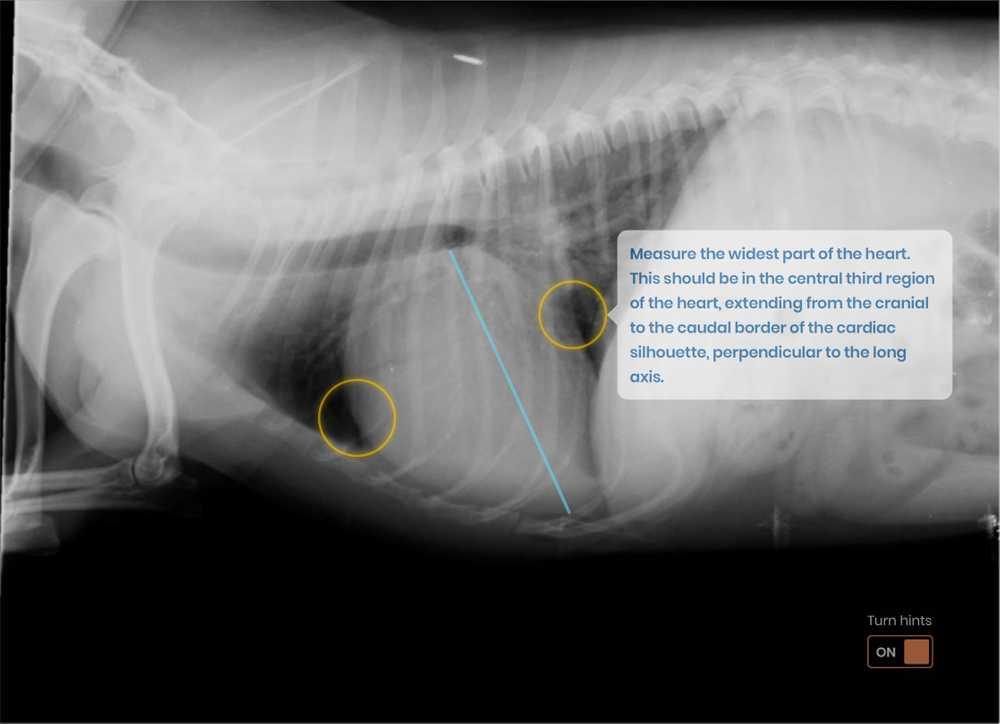 Measure the widest part of the heart.
This should be in the central third region
of the heart, extending from the cranial
to the caudal border of the cardiac
silhouette, perpendicular to the long
axis.
Turn hints
ON